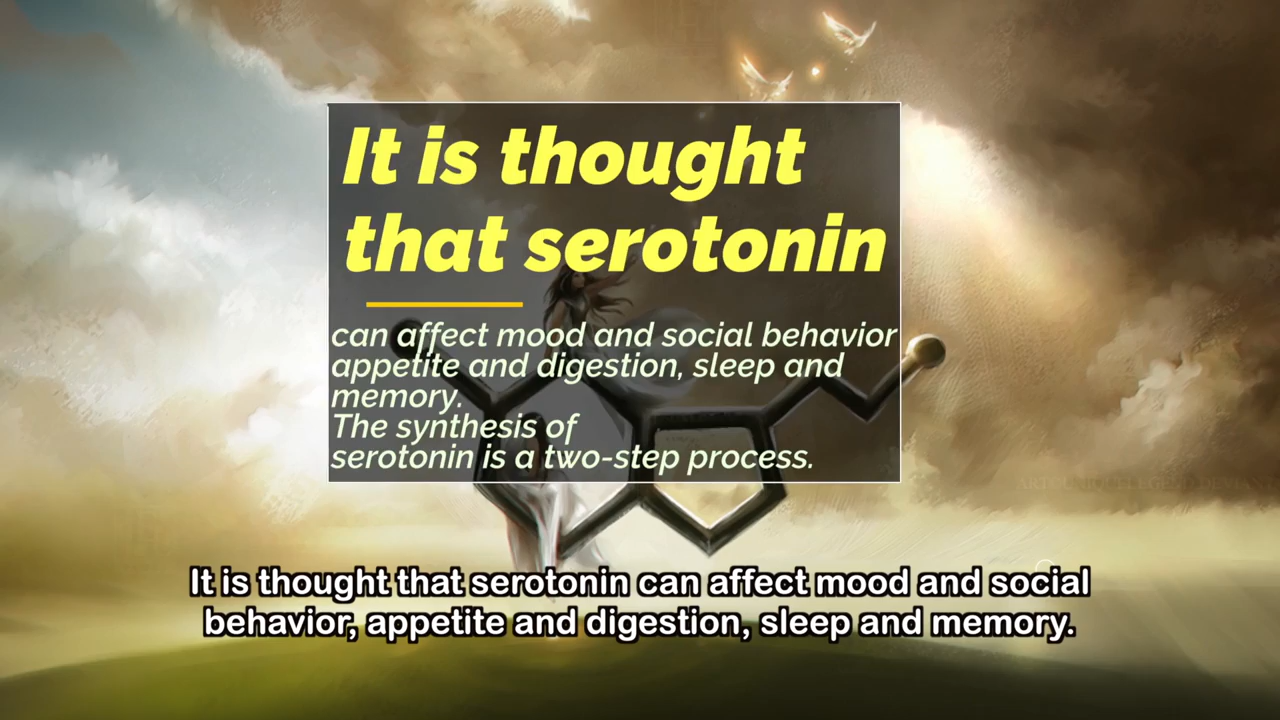 It is thought
that serotonin
can affect mood and social behavior
appetite and digestion, sleep and
memory.
The synthesis of
serotonin is a two-step process.
It is thought that serotonin can affect mood and social
behavior, appetite and digestion, sleep and memory.